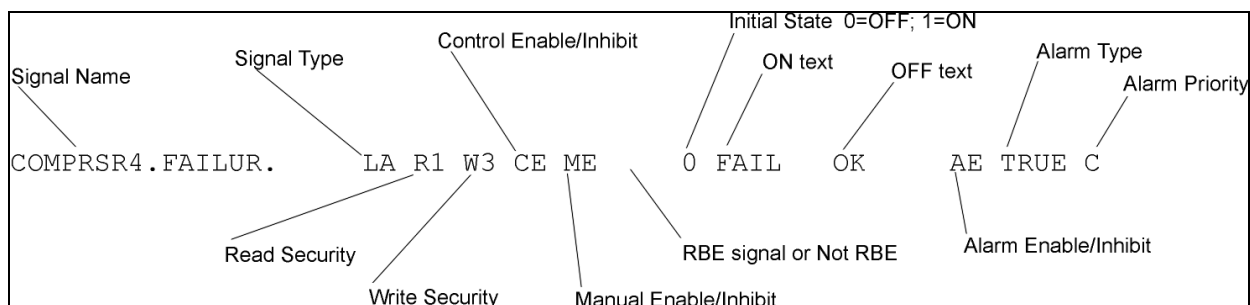 Initial State 0=OFF; 1=ON
Control Enable/Inhibit
Signal Type
ON text
OFF text
Alarm Type
Signal Name
Alarm Priority
COMPRSR4.FAILUR. LA R1 W3 CE ME 0 FAIL OK AE TRUE C
Read Security
RBE signal or Not RBE
Alarm Enable/Inhibit
Write Security
Manual Enable/Inhibit